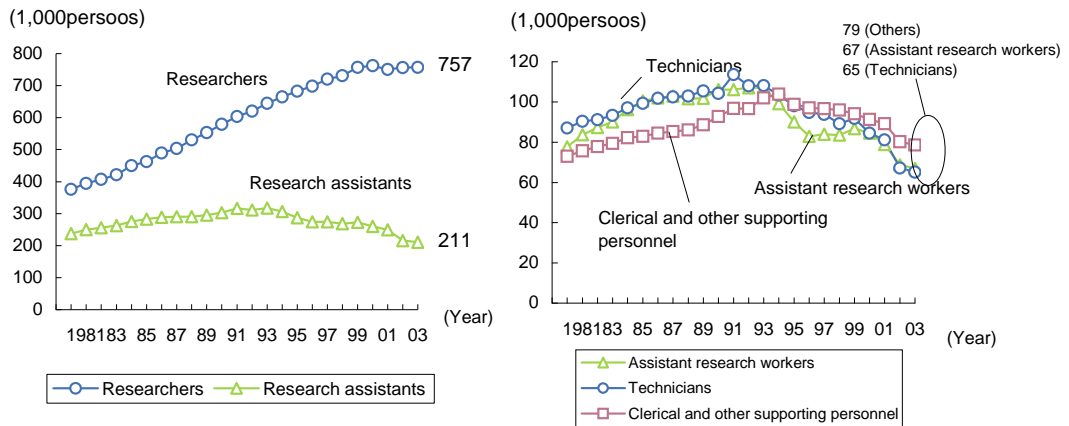 (1,000persoos)
800
700
600
500
400
300
200
100
0
757
211
Researchers
Research assistants
198183 85 87 89 91 93 95 97 99 01 03
(Year)
Researchers Research assistants
(1,000persoos)
79 (Others)
67 (Assistant research workers)
65 (Technicians)
120
100
80
60
40
20
0
Technicians
Assistant research workers
Clerical and other supporting
personnel
198183 85 87 89 91 93 95 97 99 01 03
(Year)
Assistant research workers
Technicians
Clerical and other supporting personnel